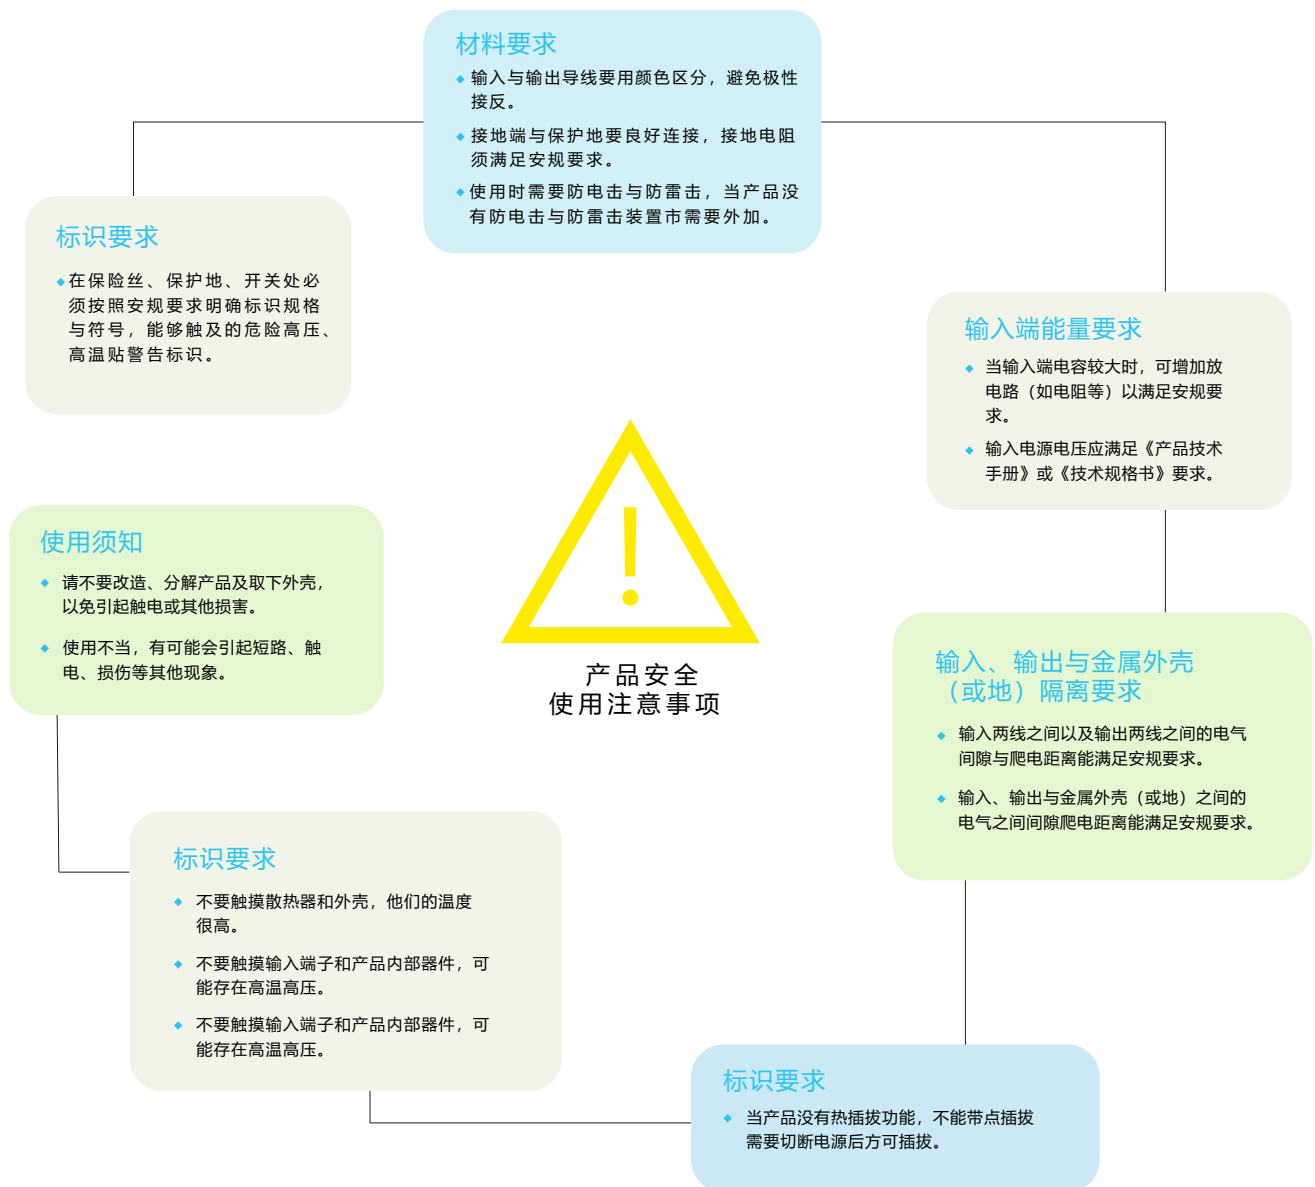 材料要求
◆ 输入与输出导线要用颜色区分，避免极性
接反。
◆ 接地端与保护地要良好连接，接地电阻
须满足安规要求。
◆ 使用时需要防电击与防雷击，当产品没
有防电击与防雷击装置市需要外加。
标识要求
◆ 在保险丝、保护地、开关处必
须按照安规要求明确标识规格
与符号，能够触及的危险高压、
高温贴警告标识。
输入端能量要求
◆ 当输入端电容较大时，可增加放
电路（如电阻等）以满足安规要
求。
◆ 输入电源电压应满足《产品技术
手册》或《技术规格书》要求。
使用须知
◆ 请不要改造、分解产品及取下外壳，
以免引起触电或其他损害。
◆ 使用不当，有可能会引起短路、触
电、损伤等其他现象。
!
产品安全
使用注意事项
输入、输出与金属外壳
（或地）隔离要求
◆ 输入两线之间以及输出两线之间的电气
间隙与爬电距离能满足安规要求。
◆ 输入、输出与金属外壳（或地）之间的
电气之间间隙爬电距离能满足安规要求。
标识要求
◆ 不要触摸散热器和外壳，他们的温度
很高。
◆ 不要触摸输入端子和产品内部器件，可
能存在高温高压。
◆ 不要触摸输入端子和产品内部器件，可
能存在高温高压。
标识要求
◆ 当产品没有热插拔功能，不能带点插拔
需要切断电源后方可插拔。